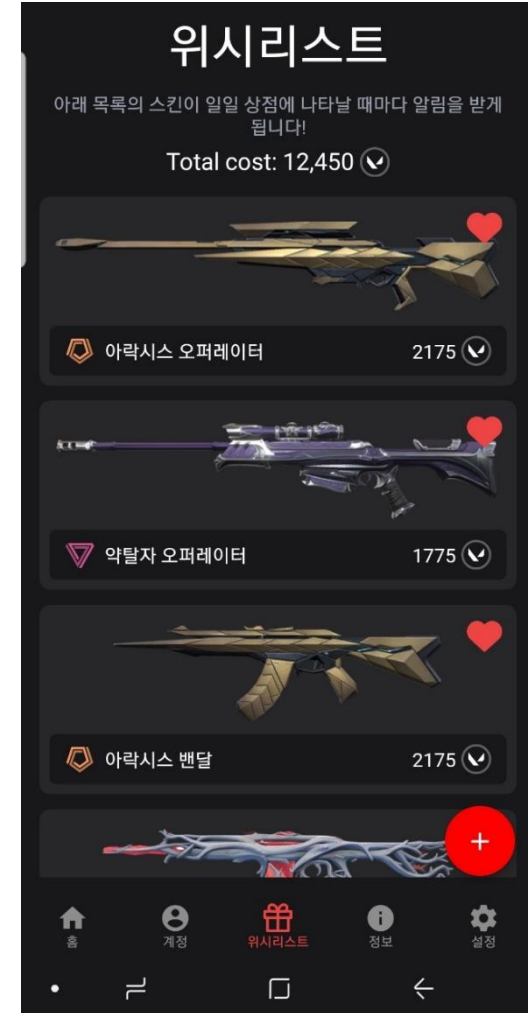 위시리스트
아래 목록의 스킨이 일일 상점에 나타날 때마다 알림을 받게
됩니다!
Total cost: 12,450
아락시스 오퍼레이터 2175
약탈자 오퍼레이터 1775
아락시스 밴달 2175
+
홈 계정 위시리스트 정보 설정